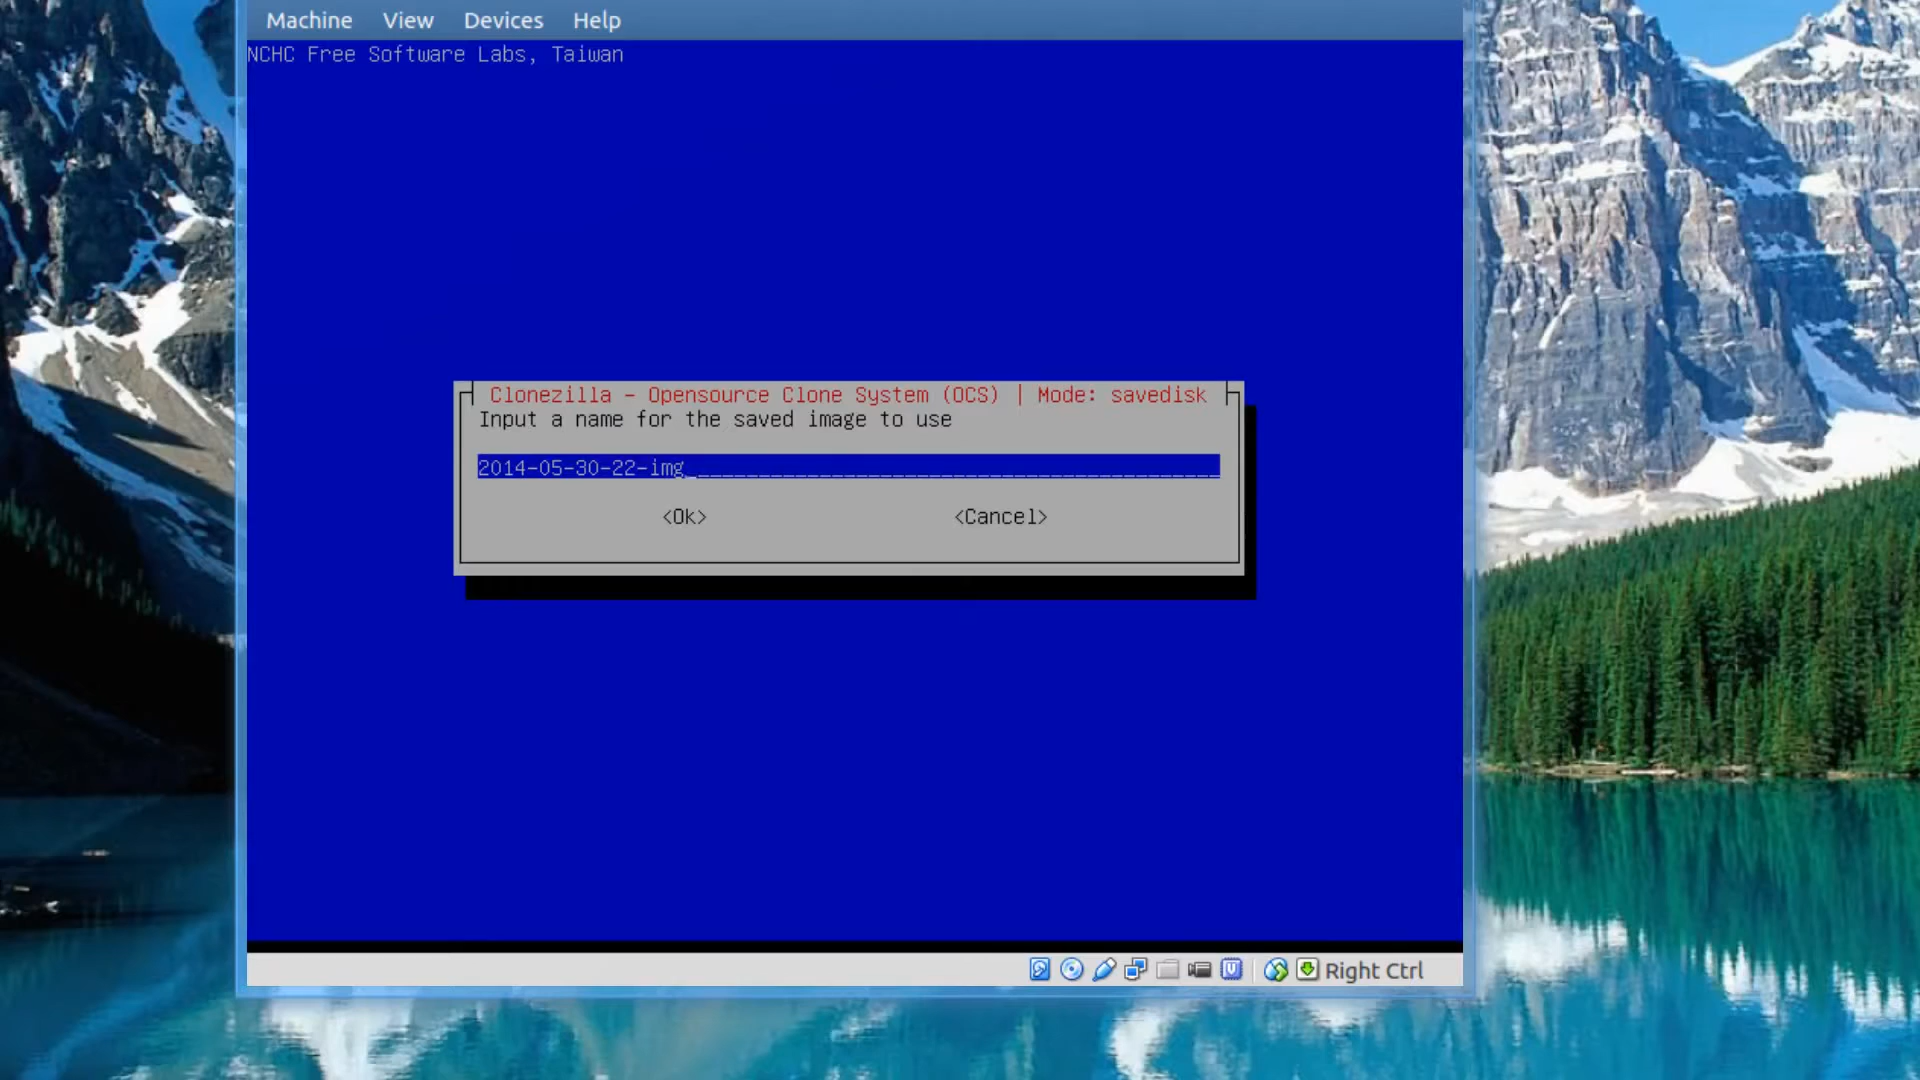 Machine View Devices Help
NCHC Free Software Labs, Taiwan
Clonezilla - Opensource Clone System (OCS) | Mode: savedisk
Input a name for the saved image to use
2014-05-30-22-img
<Ok> <Cancel>
Right Ctrl